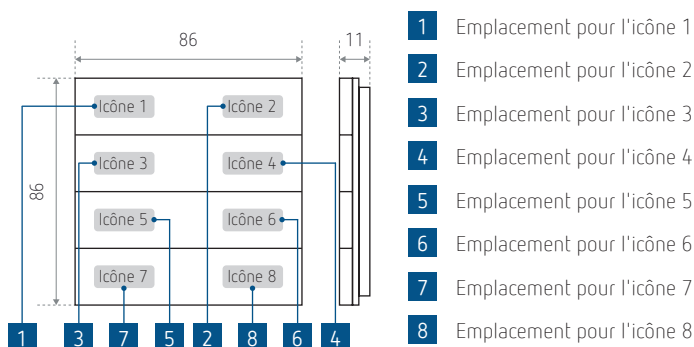 86
11
86
Icône 1
Icône 2
Icône 3
Icône 4
Icône 5
Icône 6
Icône 7
Icône 8
1 3 7 5 2 8 6 4
1 Emplacement pour l'icône 1
2 Emplacement pour l'icône 2
3 Emplacement pour l'icône 3
4 Emplacement pour l'icône 4
5 Emplacement pour l'icône 5
6 Emplacement pour l'icône 6
7 Emplacement pour l'icône 7
8 Emplacement pour l'icône 8